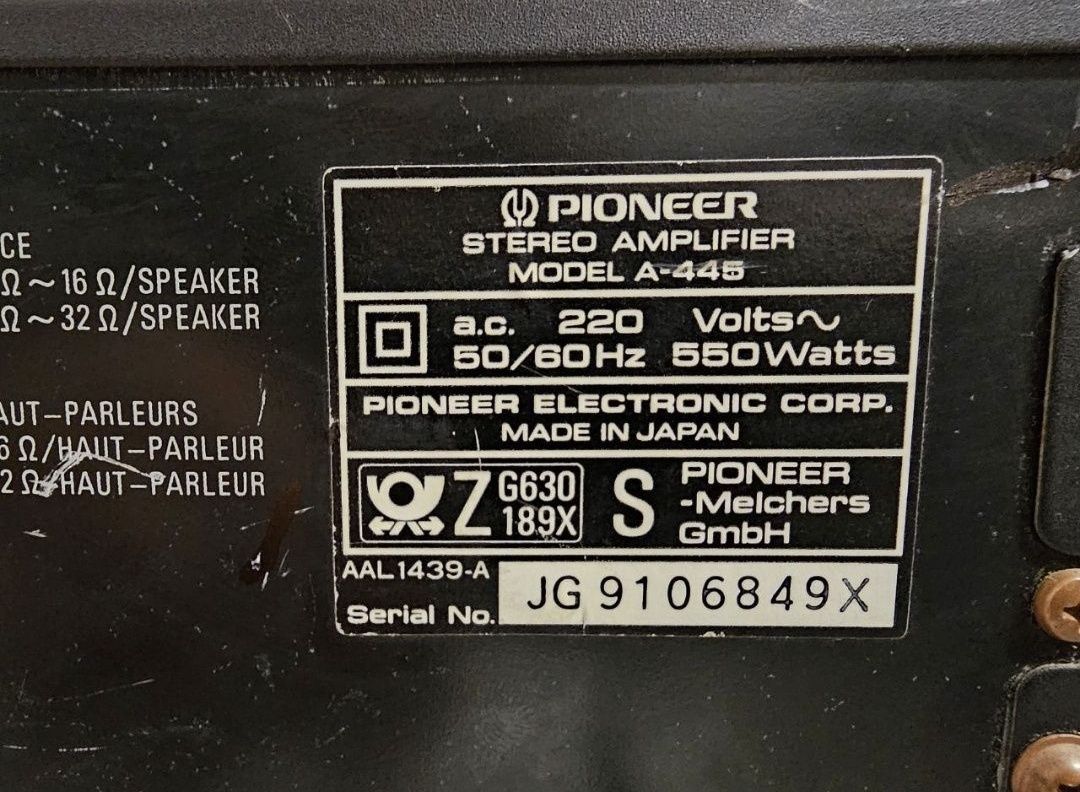 CE
Ω ~ 16 Ω/SPEAKER
Ω ~ 32 Ω/SPEAKER
AUT-PARLEURS
6 Ω/HAUT-PARLEUR
2 Ω/HAUT-PARLEUR
PIONEER
STEREO AMPLIFIER
MODEL A-445
a.c. 220 Volts~
50/60Hz 550Watts
PIONEER ELECTRONIC CORP.
MADE IN JAPAN
Z G630
189X
S PIONEER
-Melchers
GmbH
AAL1439-A
Serial No. JG 9106849X